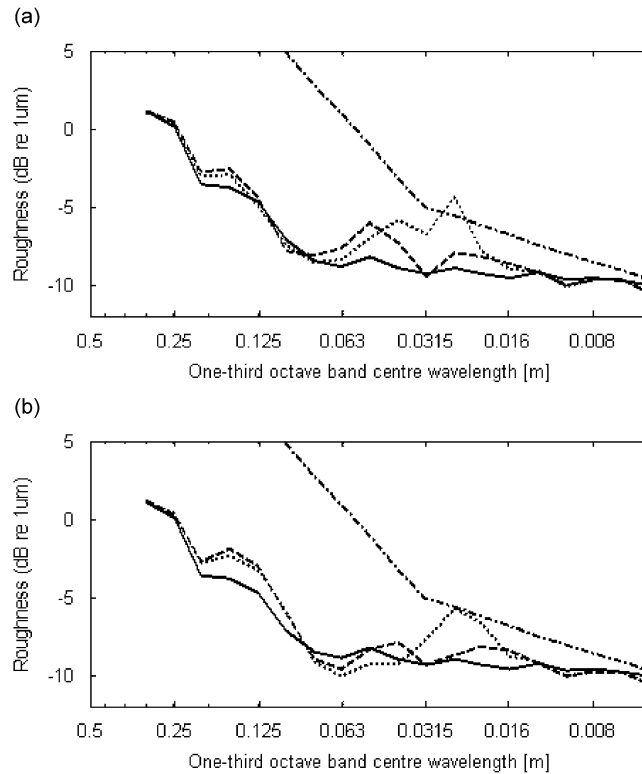 (a)
5
0
-5
-10
Roughness (dB re 1um)
0.5 0.25 0.125 0.063 0.0315 0.016 0.008
One-third octave band centre wavelength [m]
(b)
5
0
-5
-10
Roughness (dB re 1um)
0.5 0.25 0.125 0.063 0.0315 0.016 0.008
One-third octave band centre wavelength [m]